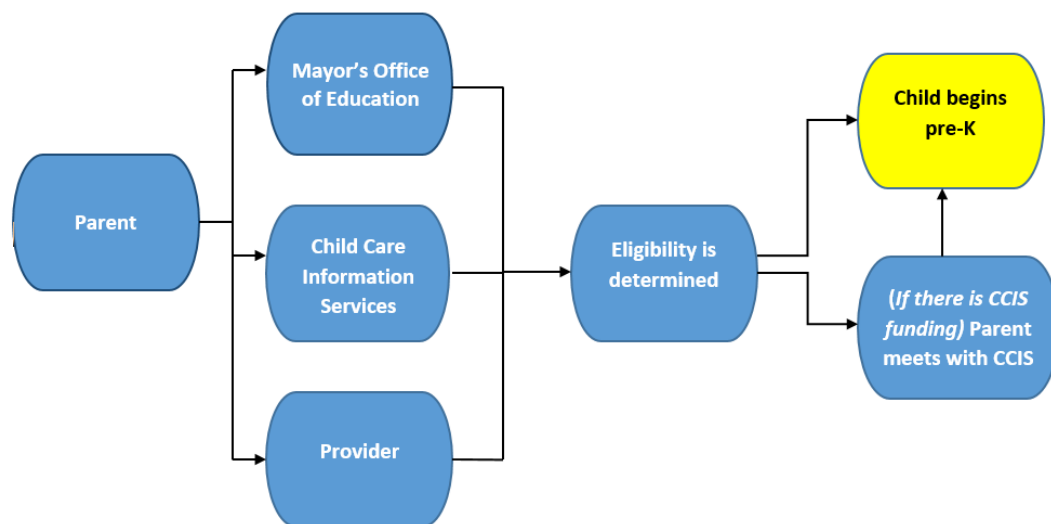 Parent
Mayor's Office
of Education
Child Care
Information
Services
Provider
Eligibility is
determined
Child begins
pre-K
(If there is CCIS
funding) Parent
meets with CCIS